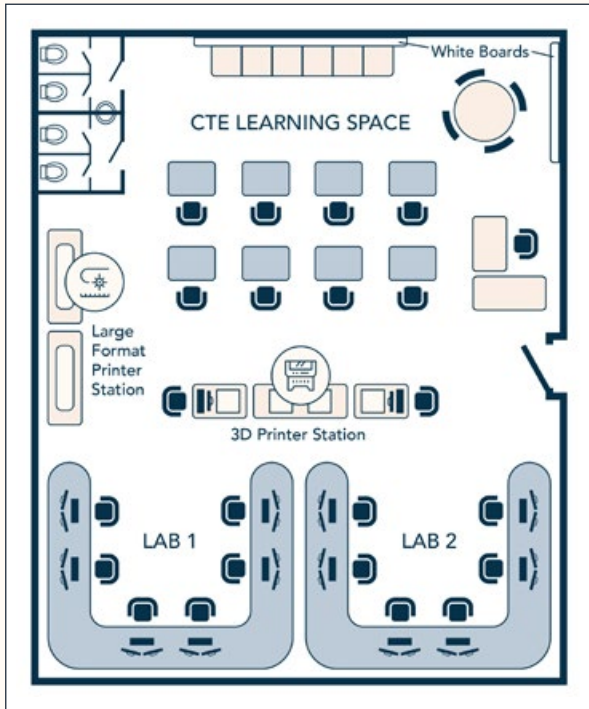 White Boards
CTE LEARNING SPACE
Large
Format
Printer
Station
3D Printer Station
LAB 1
LAB 2